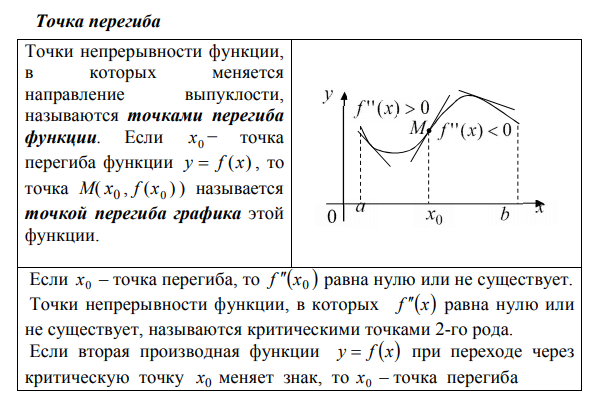 Точка перегиба
Точки непрерывности функции,
в которых меняется
направление выпуклости,
называются точками перегиба
функции. Если x₀ – точка
перегиба функции y = f(x), то
точка M(x₀, f(x₀)) называется
точкой перегиба графика этой
функции.
y
f''(x) > 0
M
f''(x) < 0
0
a
x₀
b
x
Если x₀ – точка перегиба, то f″(x₀) равна нулю или не существует.
Точки непрерывности функции, в которых f″(x) равна нулю или
не существует, называются критическими точками 2-го рода.
Если вторая производная функции y = f(x) при переходе через
критическую точку x₀ меняет знак, то x₀ – точка перегиба